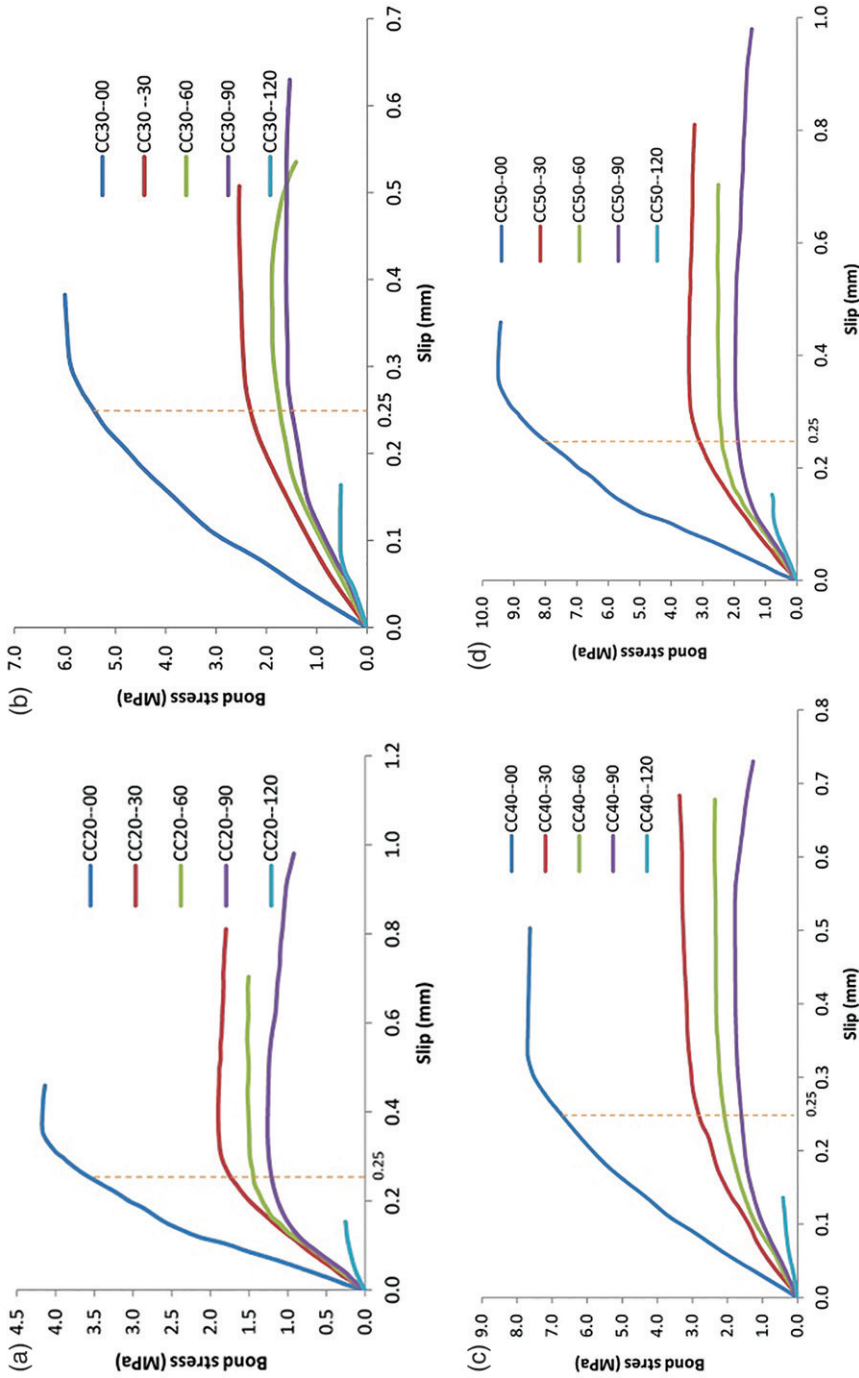 (a)
4.5
4.0
3.5
3.0
2.5
2.0
1.5
1.0
0.5
0.0
Bond stress (MPa)
0.0
0.2
0.25
0.4
0.6
0.8
1.0
1.2
Slip (mm)
CC20--00
CC20--30
CC20--60
CC20--90
CC20--120
(b)
7.0
6.0
5.0
4.0
3.0
2.0
1.0
0.0
Bond stress (MPa)
0.0
0.1
0.2
0.25
0.3
0.4
0.5
0.6
0.7
Slip (mm)
CC30--00
CC30 --30
CC30--60
CC30--90
CC30--120
(c)
9.0
8.0
7.0
6.0
5.0
4.0
3.0
2.0
1.0
0.0
Bond stres (MPa)
0.0
0.1
0.2
0.25
0.3
0.4
0.5
0.6
0.7
0.8
Slip (mm)
CC40--00
CC40--30
CC40--60
CC40--90
CC40--120
(d)
10.0
9.0
8.0
7.0
6.0
5.0
4.0
3.0
2.0
1.0
0.0
Bond stress (MPa)
0.0
0.2
0.25
0.4
0.6
0.8
1.0
Slip (mm)
CC50--00
CC50--30
CC50--60
CC50--90
CC50--120